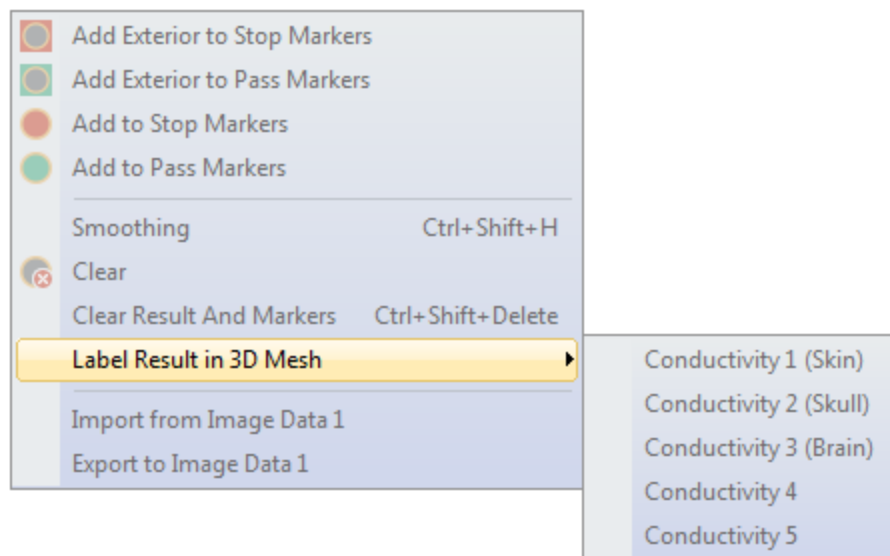 Add Exterior to Stop Markers
Add Exterior to Pass Markers
Add to Stop Markers
Add to Pass Markers
Smoothing Ctrl+Shift+H
Clear
Clear Result And Markers Ctrl+Shift+Delete
Label Result in 3D Mesh
Import from Image Data 1
Export to Image Data 1
Conductivity 1 (Skin)
Conductivity 2 (Skull)
Conductivity 3 (Brain)
Conductivity 4
Conductivity 5